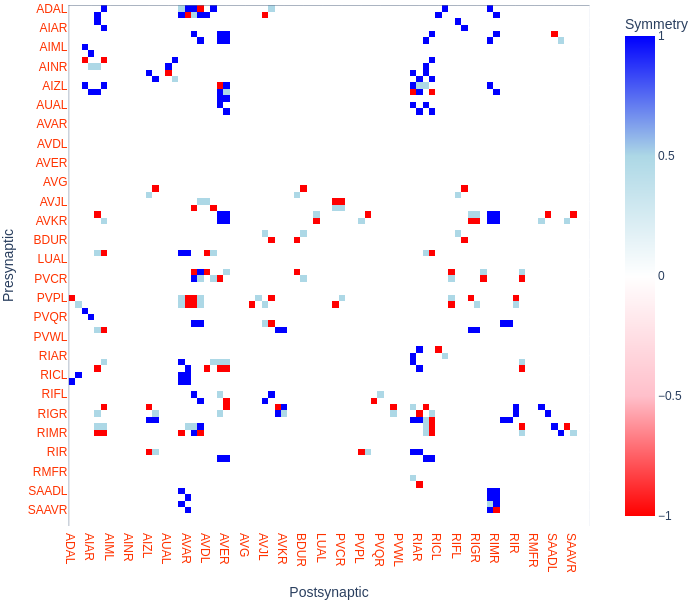 Symmetry
1
0.5
0
−0.5
−1
Presynaptic
ADAL
AIAR
AIML
AINR
AIZL
AUAL
AVAR
AVDL
AVER
AVG
AVJL
AVKR
BDUR
LUAL
PVCR
PVPL
PVQR
PVWL
RIAR
RICL
RIFL
RIGR
RIMR
RIR
RMFR
SAADL
SAAVR
ADAL
AIAR
AIML
AINR
AIZL
AUAL
AVAR
AVDL
AVER
AVG
AVJL
AVKR
BDUR
LUAL
PVCR
PVPL
PVQR
PVWL
RIAR
RICL
RIFL
RIGR
RIMR
RIR
RMFR
SAADL
SAAVR
Postsynaptic